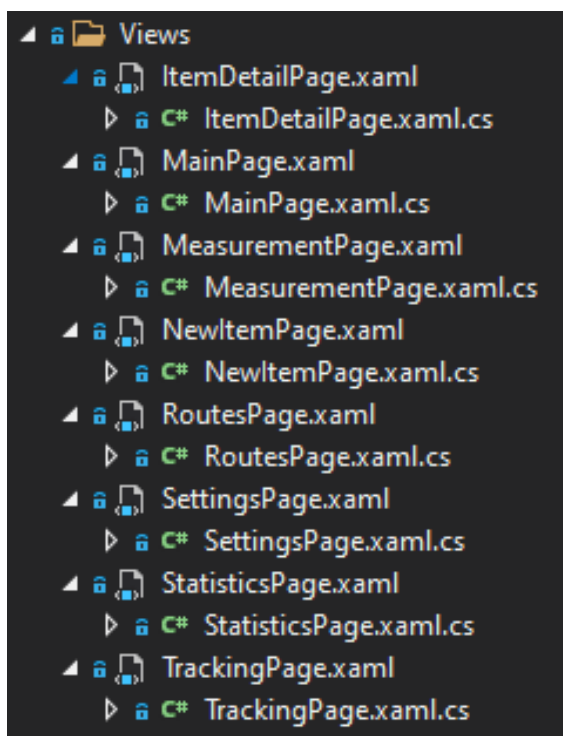 Views
ItemDetailPage.xaml
C# ItemDetailPage.xaml.cs
MainPage.xaml
C# MainPage.xaml.cs
MeasurementPage.xaml
C# MeasurementPage.xaml.cs
NewItemPage.xaml
C# NewItemPage.xaml.cs
RoutesPage.xaml
C# RoutesPage.xaml.cs
SettingsPage.xaml
C# SettingsPage.xaml.cs
StatisticsPage.xaml
C# StatisticsPage.xaml.cs
TrackingPage.xaml
C# TrackingPage.xaml.cs